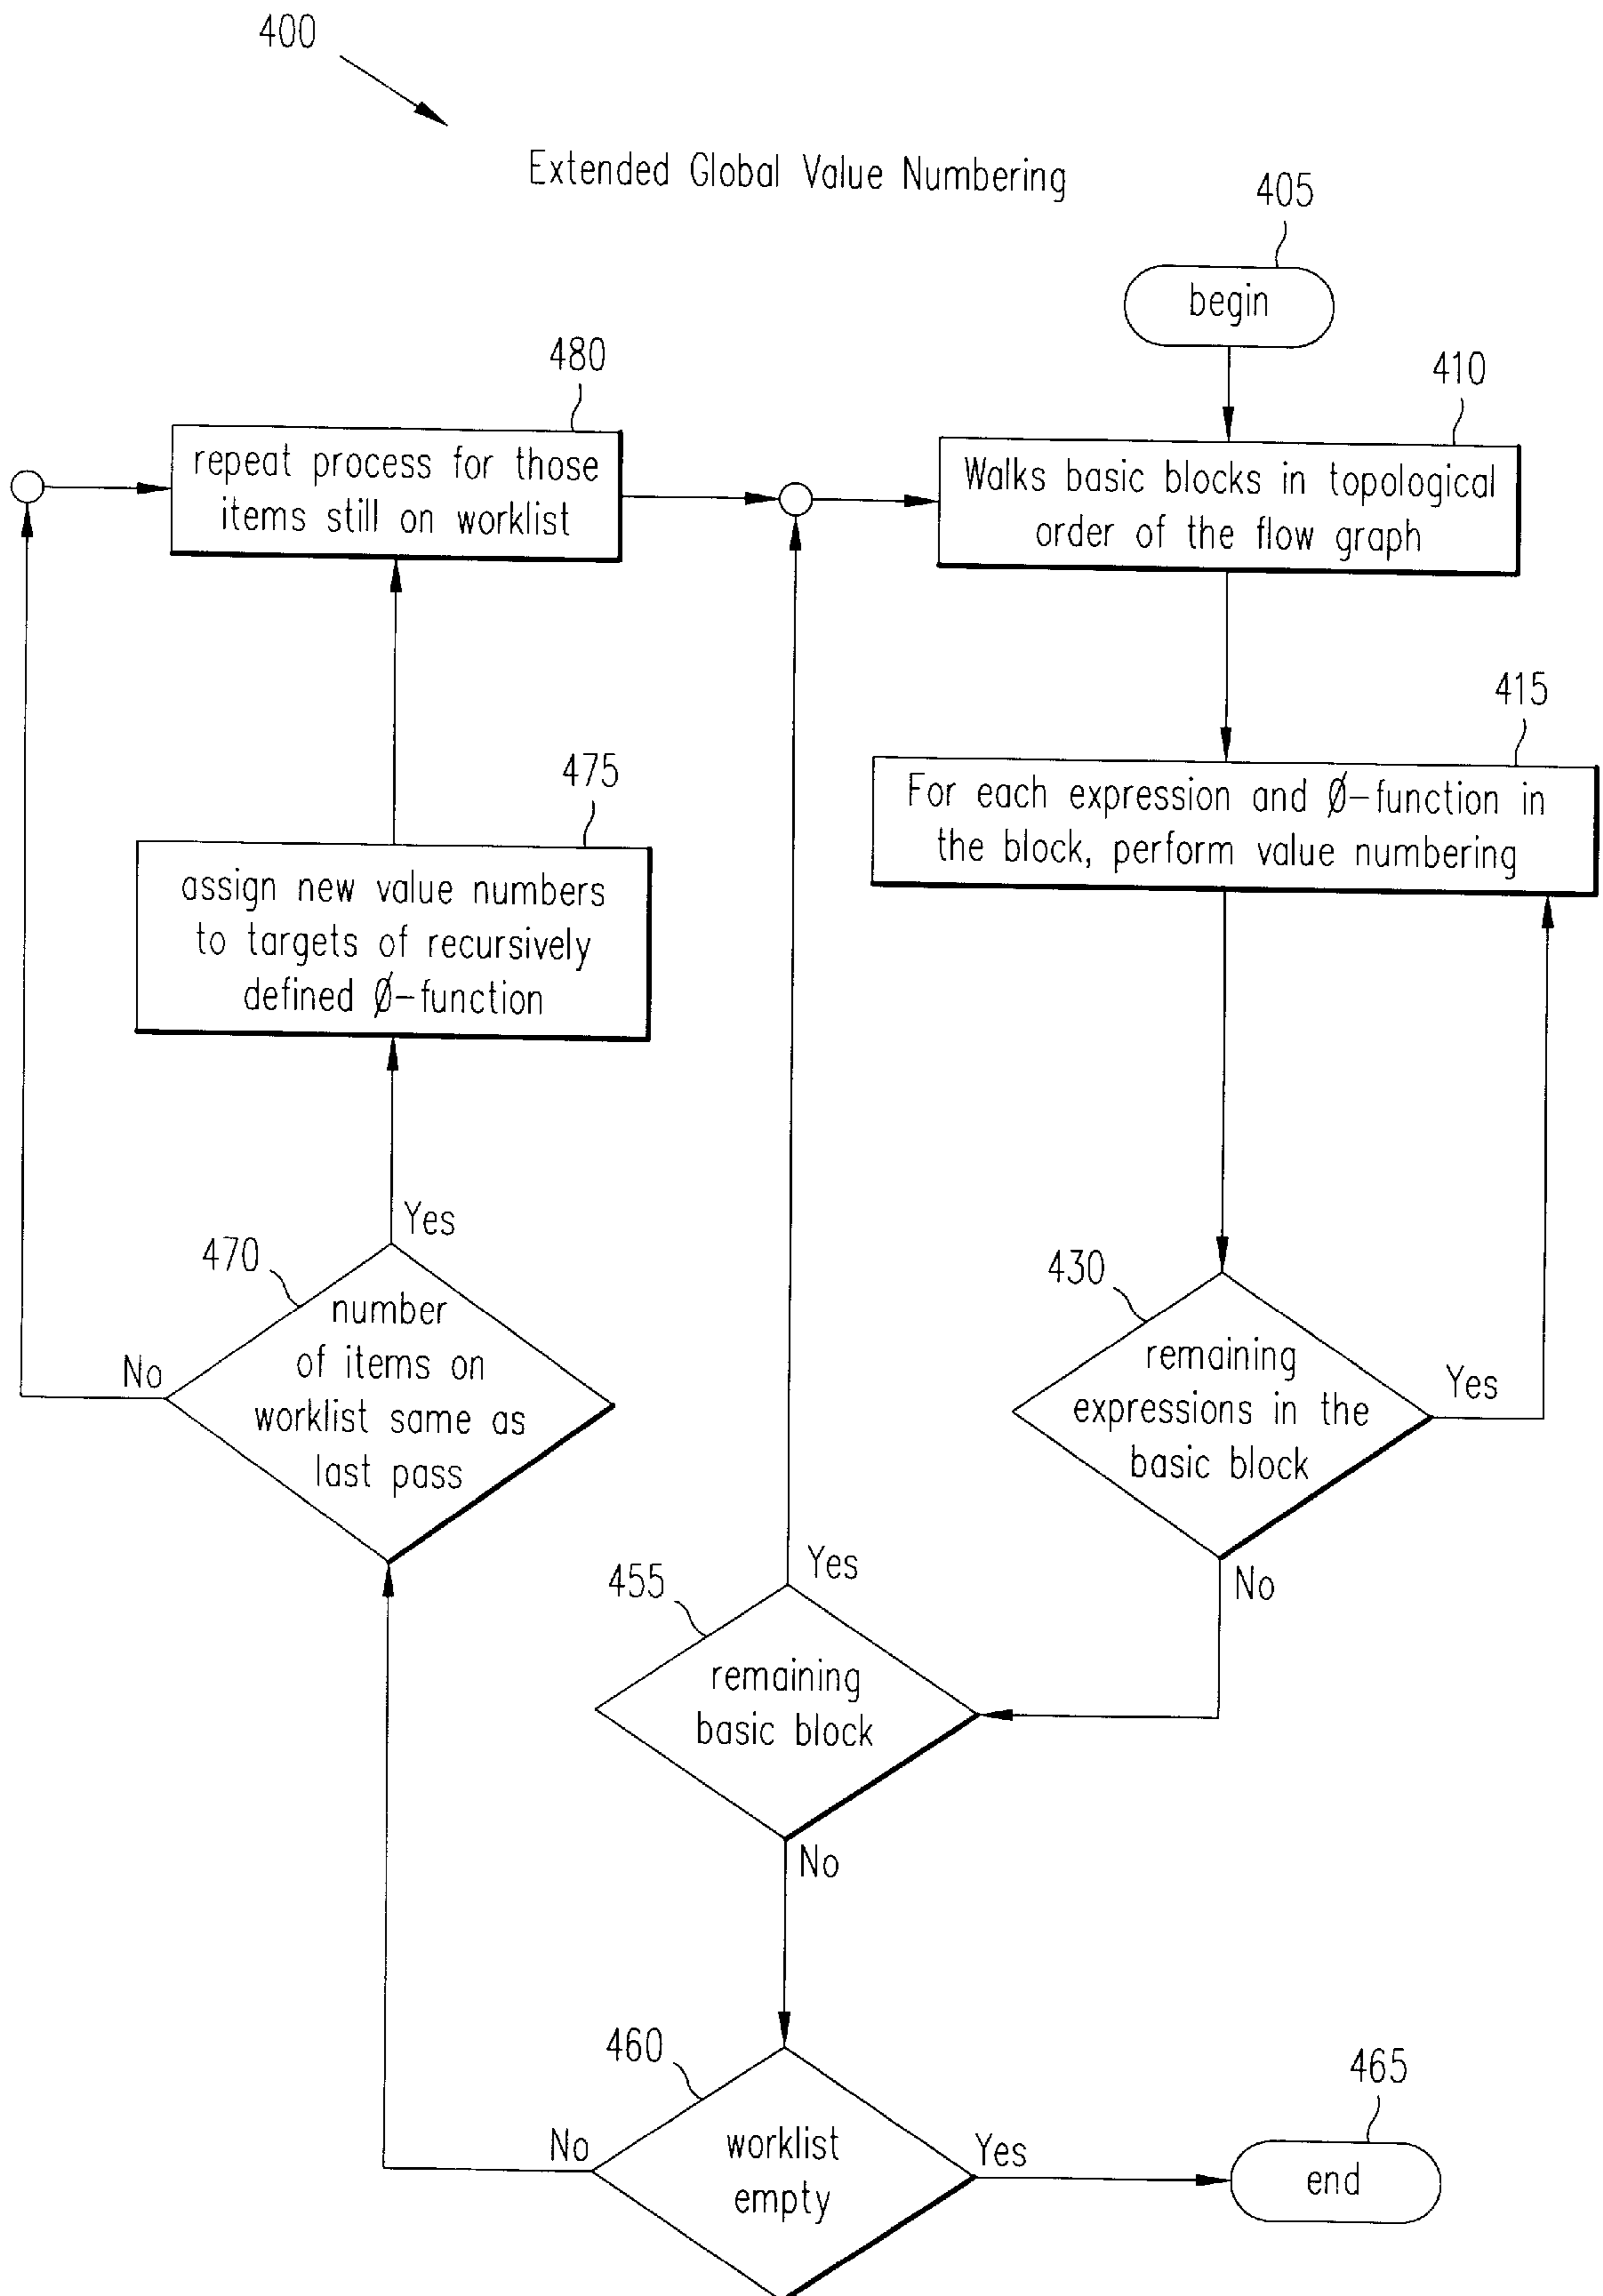 400
Extended Global Value Numbering
405
begin
480
repeat process for those
items still on worklist
410
Walks basic blocks in topological
order of the flow graph
415
For each expression and Ø-function in
the block, perform value numbering
475
assign new value numbers
to targets of recursively
defined Ø-function
Yes
470
number
of items on
worklist same as
last pass
No
430
remaining
expressions in the
basic block
Yes
No
455
Yes
remaining
basic block
No
460
worklist
empty
No
Yes
465
end